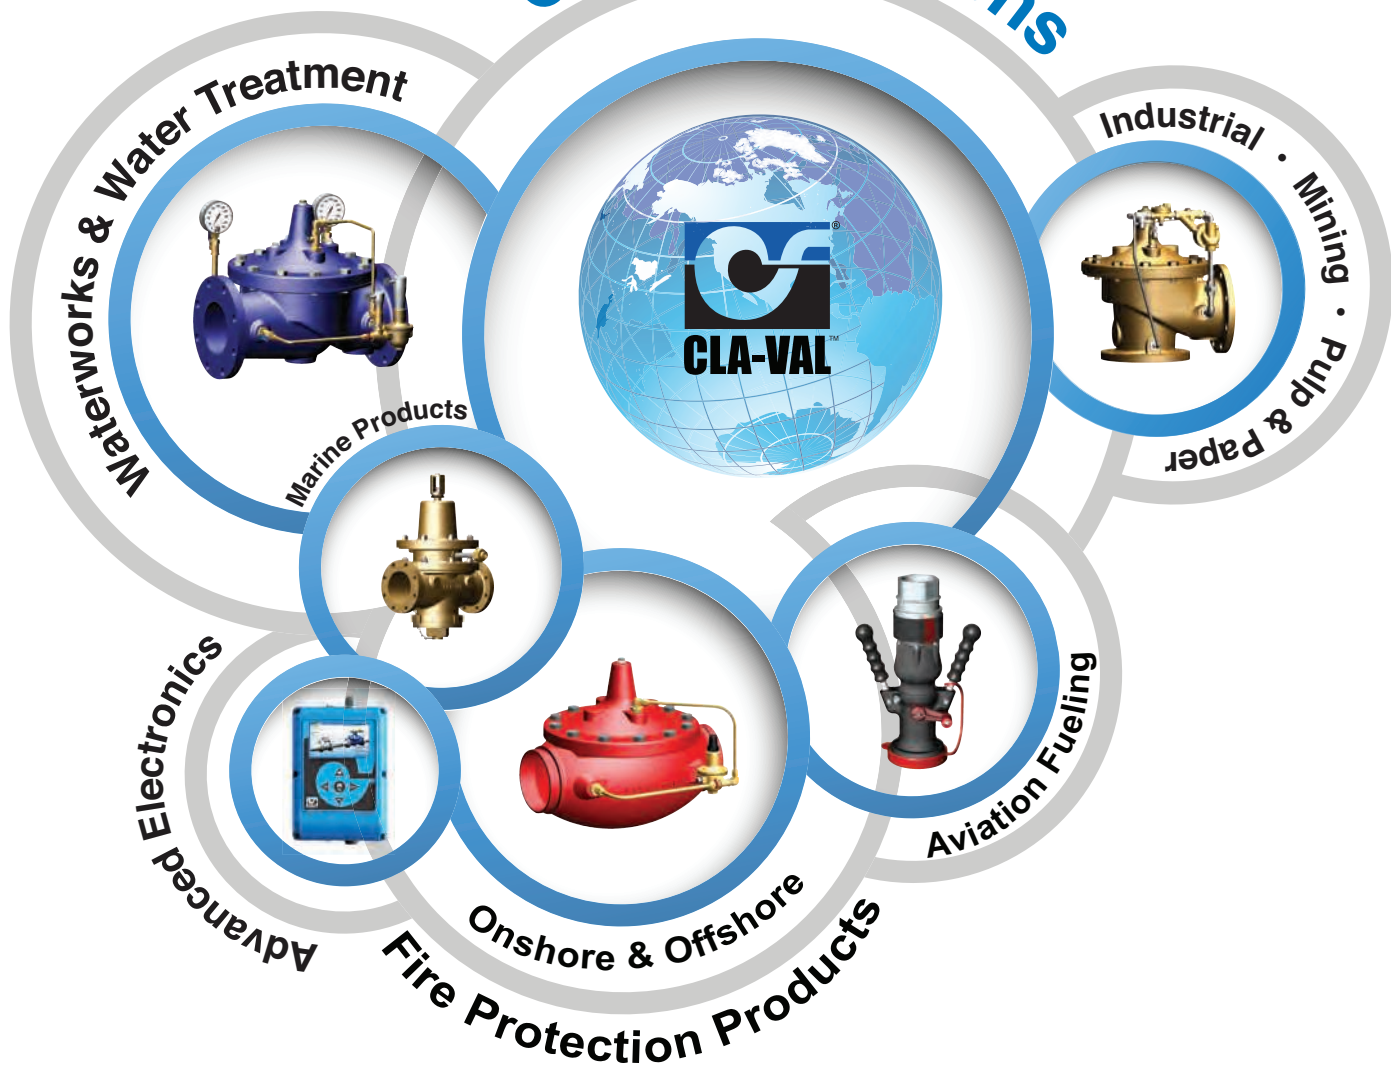 Waterworks & Water Treatment
Industrial · Mining · Pulp & Paper
®
CLA-VAL™
Marine Products
Advanced Electronics
Aviation Fueling
Onshore & Offshore
Fire Protection Products